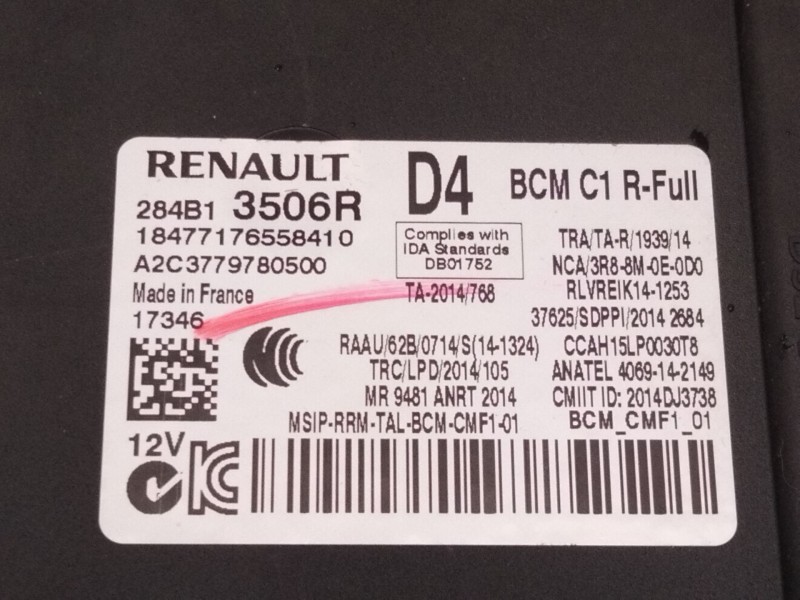 RENAULT D4 BCM C1 R-Full
284B1 3506R
18477176558410
A2C3779780500
Made in France
17346
Complies with
IDA Standards
DB01752
TA-2014/768
TRA/TA-R/1939/14
NCA/3R8-8M-0E-0D0
RLVREIK14-1253
37625/SDPPI/2014 2684
RAAU/62B/0714/S(14-1324) CCAH15LP0030T8
TRC/LPD/2014/105 ANATEL 4069-14-2149
MR 9481 ANRT 2014 CMIIT ID: 2014DJ3738
MSIP-RRM-TAL-BCM-CMF1-01 BCM_CMF1_01
12V